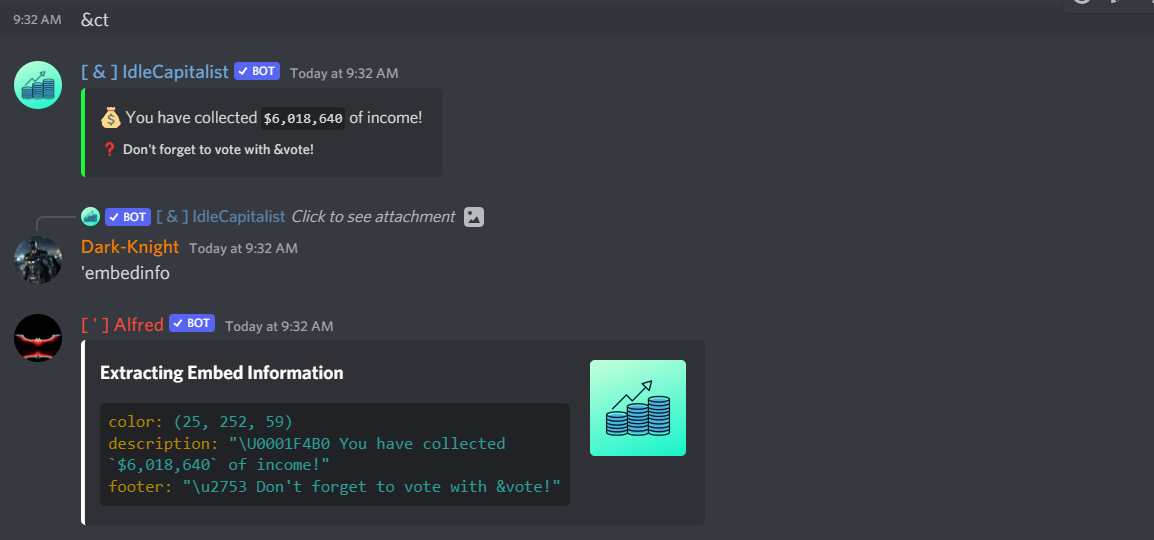 9:32 AM &ct
[ & ] IdleCapitalist BOT Today at 9:32 AM
You have collected $6,018,640 of income!
❓ Don't forget to vote with &vote!
BOT [ & ] IdleCapitalist Click to see attachment
Dark-Knight Today at 9:32 AM
'embedinfo
[ ' ] Alfred BOT Today at 9:32 AM
Extracting Embed Information
color: (25, 252, 59)
description: "\U0001F4B0 You have collected
`$6,018,640` of income!"
footer: "\u2753 Don't forget to vote with &vote!"